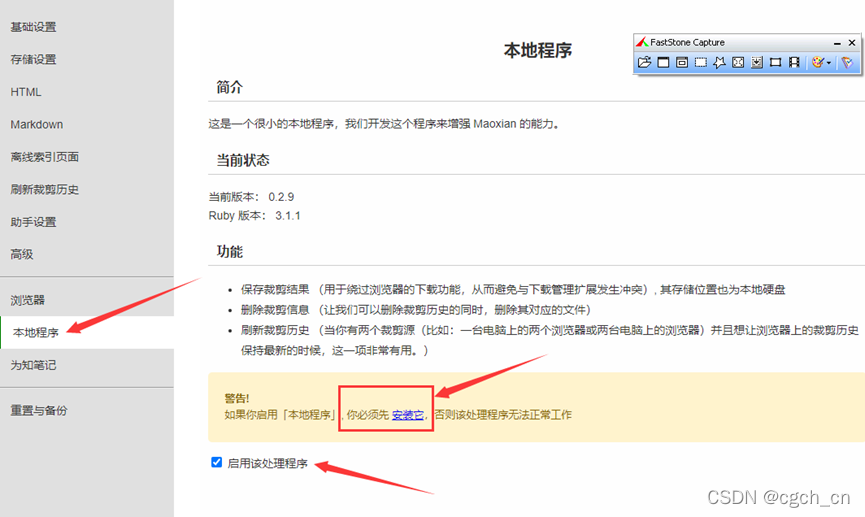 基础设置
存储设置
HTML
Markdown
离线索引页面
刷新裁剪历史
助手设置
高级
浏览器
本地程序
为知笔记
重置与备份
本地程序
FastStone Capture
简介
这是一个很小的本地程序，我们开发这个程序来增强 Maoxian 的能力。
当前状态
当前版本： 0.2.9
Ruby 版本： 3.1.1
功能
• 保存裁剪结果 （用于绕过浏览器的下载功能，从而避免与下载管理扩展发生冲突）, 其存储位置也为本地硬盘
• 删除裁剪信息 （让我们可以删除裁剪历史的同时，删除其对应的文件）
• 刷新裁剪历史 （当你有两个裁剪源（比如：一台电脑上的两个浏览器或两台电脑上的浏览器）并且想让浏览器上的裁剪历史
保持最新的时候，这一项非常有用。）
警告!
如果你启用「本地程序」, 你必须先 安装它，否则该处理程序无法正常工作
启用该处理程序
CSDN @cgch_cn